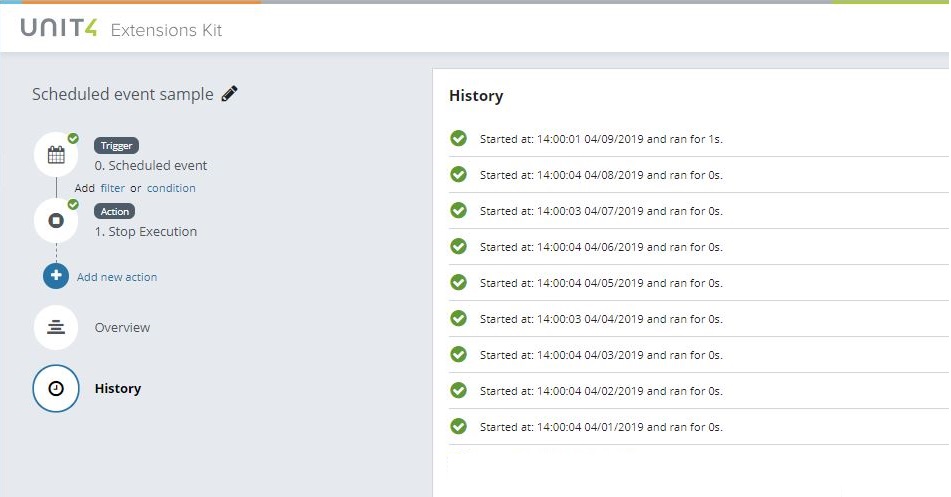 UNIT4 Extensions Kit
Scheduled event sample
Trigger
0. Scheduled event
Add filter or condition
Action
1. Stop Execution
Add new action
Overview
History
History
Started at: 14:00:01 04/09/2019 and ran for 1s.
Started at: 14:00:04 04/08/2019 and ran for 0s.
Started at: 14:00:03 04/07/2019 and ran for 0s.
Started at: 14:00:04 04/06/2019 and ran for 0s.
Started at: 14:00:04 04/05/2019 and ran for 0s.
Started at: 14:00:03 04/04/2019 and ran for 0s.
Started at: 14:00:04 04/03/2019 and ran for 0s.
Started at: 14:00:04 04/02/2019 and ran for 0s.
Started at: 14:00:04 04/01/2019 and ran for 0s.